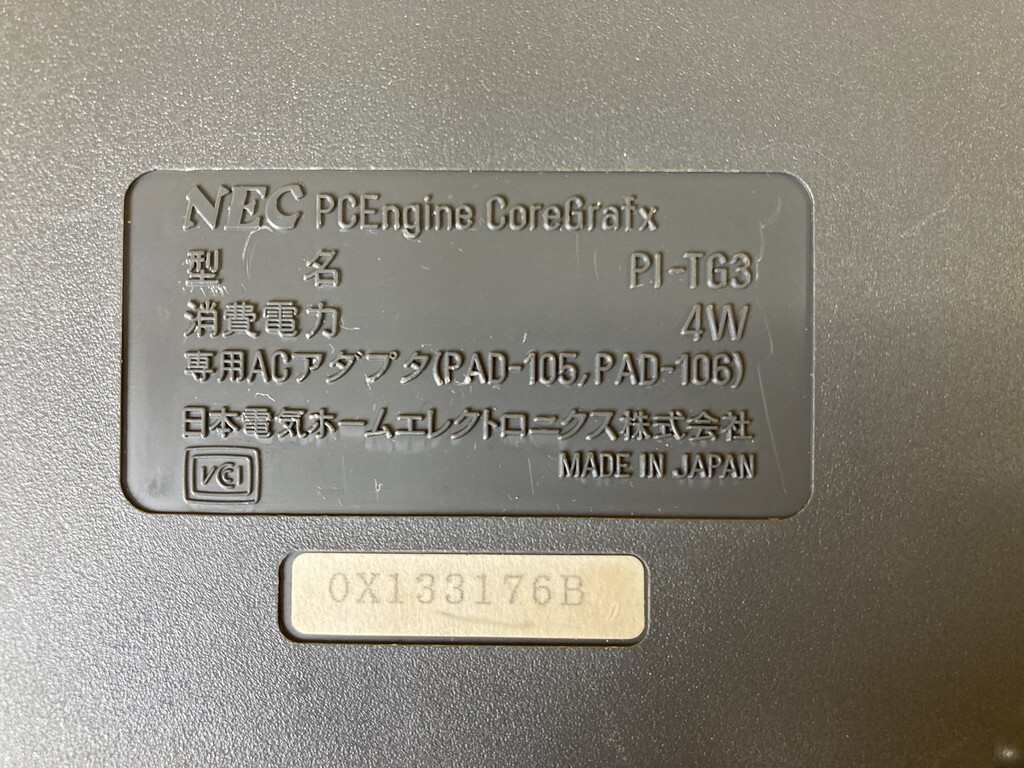 NEC PCEngine CoreGrafx
型名 PI-TG3
消費電力 4W
専用ACアダプタ(PAD-105,PAD-106)
日本電気ホームエレクトロニクス株式会社
VCI MADE IN JAPAN
0X133176B